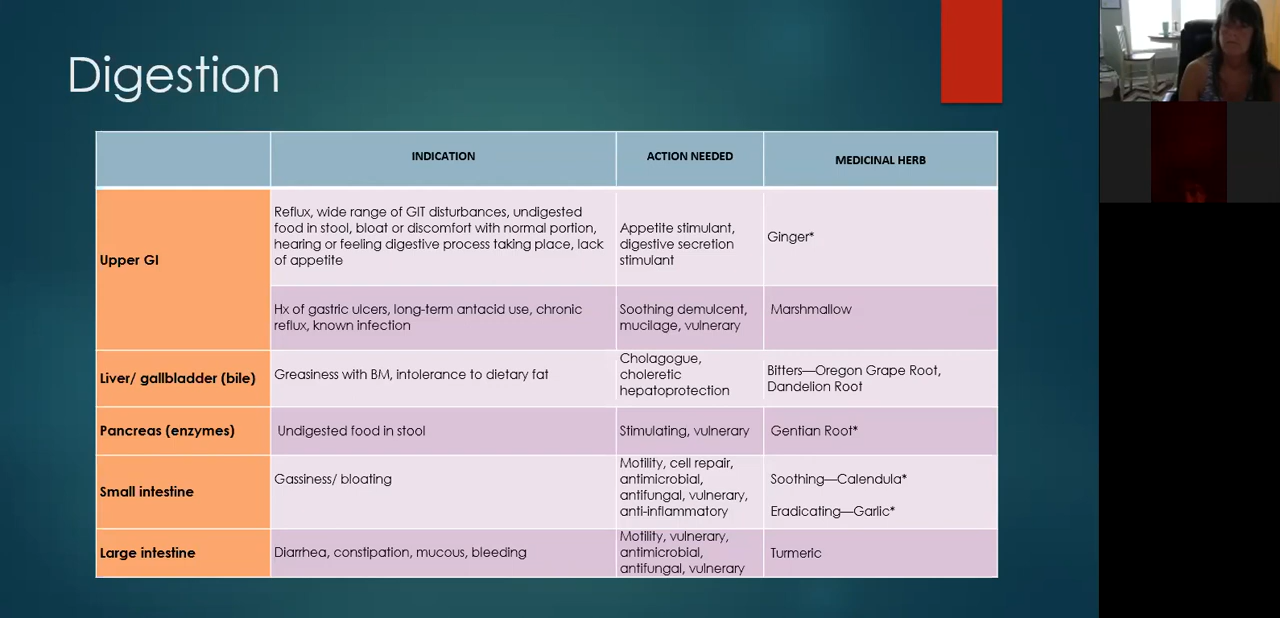 Digestion
INDICATION
ACTION NEEDED
MEDICINAL HERB
Upper GI
Reflux, wide range of GIT disturbances, undigested
food in stool, bloat or discomfort with normal portion,
hearing or feeling digestive process taking place, lack
of appetite
Appetite stimulant,
digestive secretion
stimulant
Ginger*
Hx of gastric ulcers, long-term antacid use, chronic
reflux, known infection
Soothing demulcent,
mucilage, vulnerary
Marshmallow
Liver/ gallbladder (bile)
Greasiness with BM, intolerance to dietary fat
Cholagogue,
choleretic
hepatoprotection
Bitters—Oregon Grape Root,
Dandelion Root
Pancreas (enzymes)
Undigested food in stool
Stimulating, vulnerary
Gentian Root*
Small intestine
Gassiness/ bloating
Motility, cell repair,
antimicrobial,
antifungal, vulnerary,
anti-inflammatory
Soothing—Calendula*
Eradicating—Garlic*
Large intestine
Diarrhea, constipation, mucous, bleeding
Motility, vulnerary,
antimicrobial,
antifungal, vulnerary
Turmeric